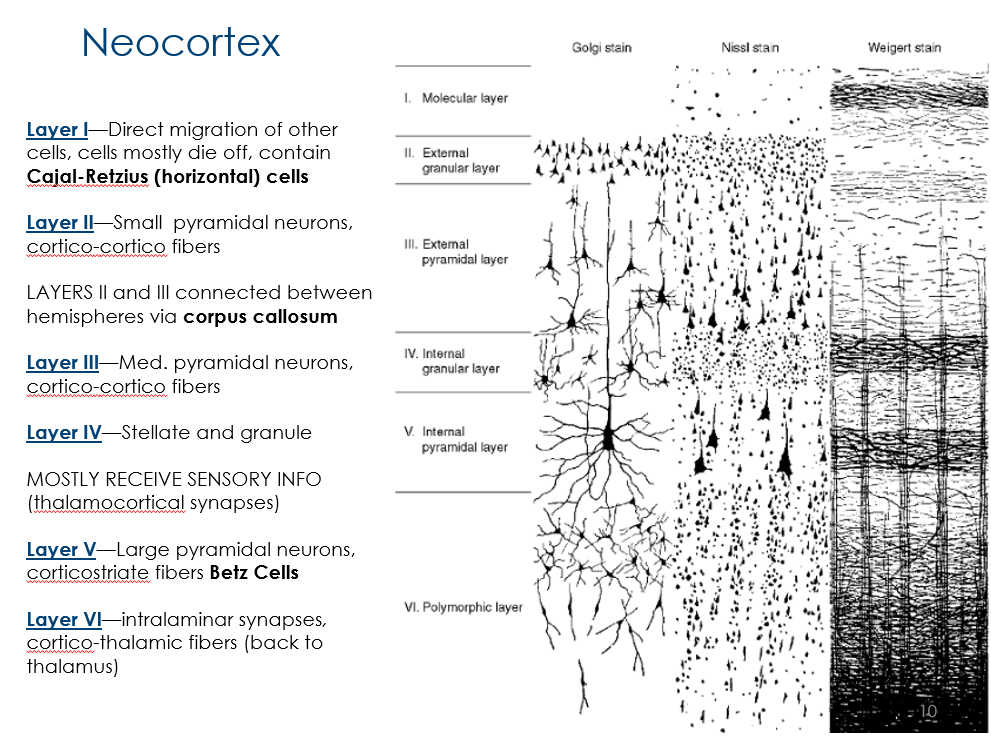 Neocortex
Layer I—Direct migration of other
cells, cells mostly die off, contain
Cajal-Retzius (horizontal) cells
Layer II—Small pyramidal neurons,
cortico-cortico fibers
LAYERS II and III connected between
hemispheres via corpus callosum
Layer III—Med. pyramidal neurons,
cortico-cortico fibers
Layer IV—Stellate and granule
MOSTLY RECEIVE SENSORY INFO
(thalamocortical synapses)
Layer V—Large pyramidal neurons,
corticostriate fibers Betz Cells
Layer VI—intralaminar synapses,
cortico-thalamic fibers (back to
thalamus)
Golgi stain Nissl stain Weigert stain
I. Molecular layer
II. External
granular layer
III. External
pyramidal layer
IV. Internal
granular layer
V. Internal
pyramidal layer
VI. Polymorphic layer
10